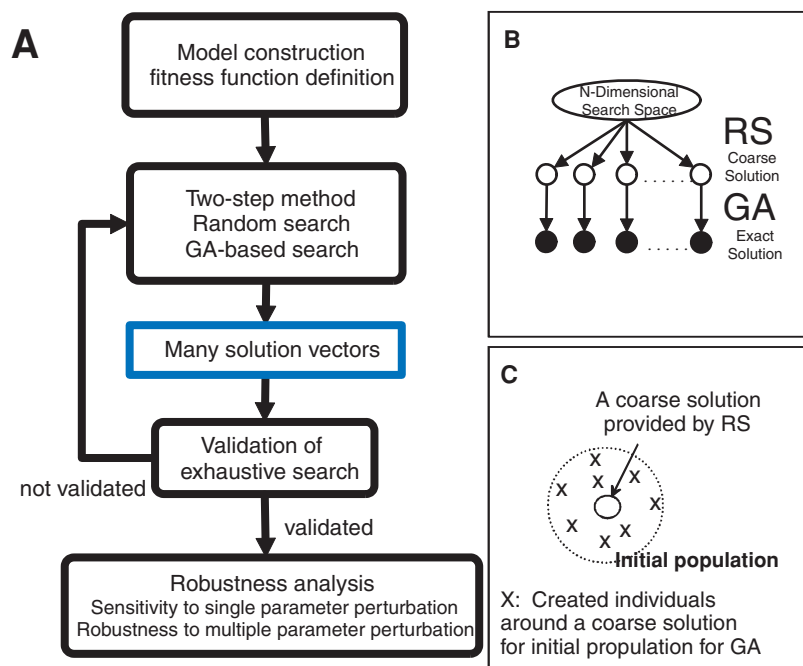 A
Model construction
fitness function definition
Two-step method
Random search
GA-based search
Many solution vectors
Validation of
exhaustive search
not validated
validated
Robustness analysis
Sensitivity to single parameter perturbation
Robustness to multiple parameter perturbation
B
N-Dimensional
Search Space
RS
Coarse
Solution
.....
GA
Exact
Solution
.....
C
A coarse solution
provided by RS
X
X
X
X
X
X
X
X
Initial population
X: Created individuals
around a coarse solution
for initial propulation for GA